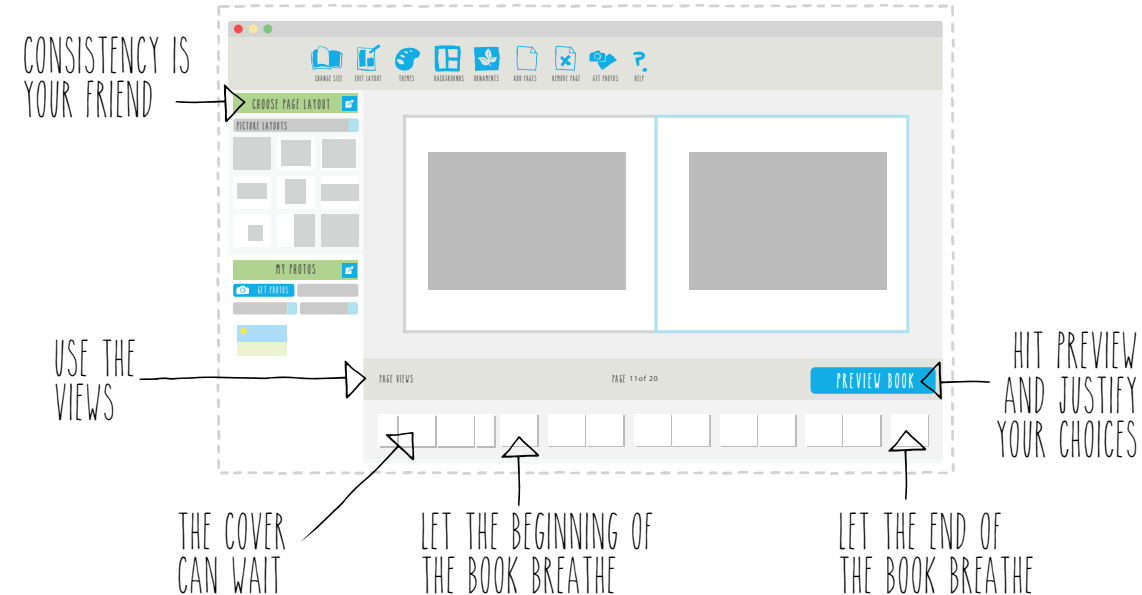 CONSISTENCY IS
YOUR FRIEND
CHANGE SIZE
EDIT LAYOUT
THEMES
BACKGROUNDS
ORNAMENTS
ADD PAGES
REMOVE PAGE
GET PHOTOS
HELP
CHOOSE PAGE LAYOUT
PICTURE LAYOUTS
MY PHOTOS
GET PHOTOS
USE THE
VIEWS
PAGE VIEWS
PAGE 11 of 20
PREVIEW BOOK
HIT PREVIEW
AND JUSTIFY
YOUR CHOICES
THE COVER
CAN WAIT
LET THE BEGINNING OF
THE BOOK BREATHE
LET THE END OF
THE BOOK BREATHE